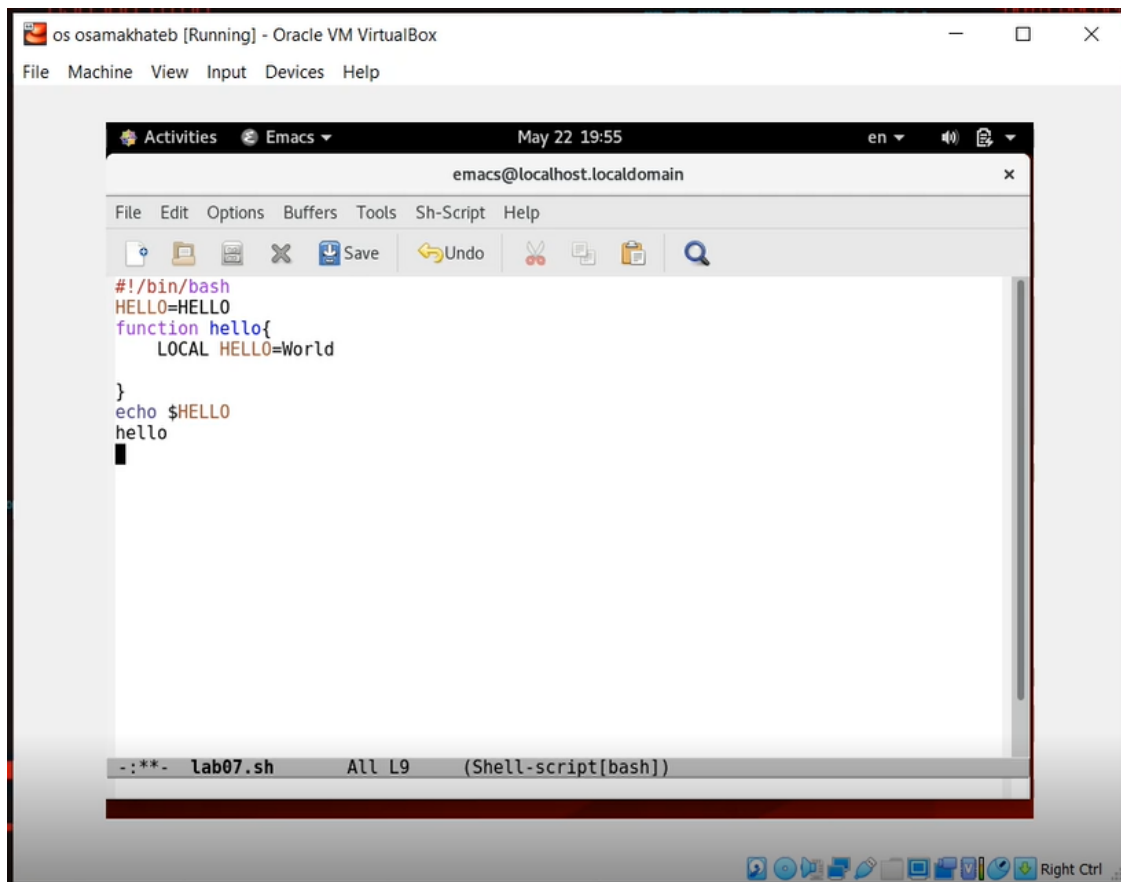 os osamakhateb [Running] - Oracle VM VirtualBox
File Machine View Input Devices Help
Activities Emacs May 22 19:55 en
emacs@localhost.localdomain
File Edit Options Buffers Tools Sh-Script Help
Save Undo
#!/bin/bash
HELLO=HELLO
function hello{
    LOCAL HELLO=World
}
echo $HELLO
hello
-:**- lab07.sh All L9 (Shell-script[bash])
Right Ctrl